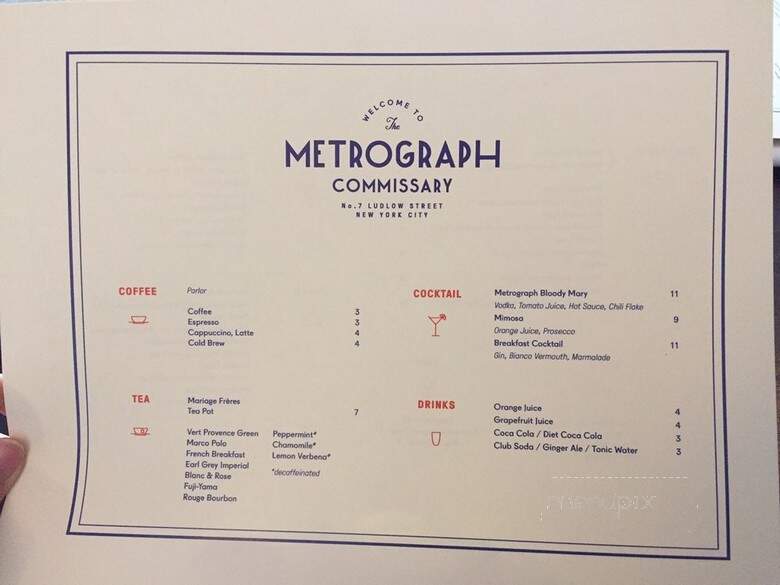 WELCOME TO
The
METROGRAPH
COMMISSARY
No.7 LUDLOW STREET
NEW YORK CITY
COFFEE
Parlor
Coffee 3
Espresso 3
Cappuccino, Latte 4
Cold Brew 4
TEA
Mariage Frères
Tea Pot 7
Vert Provence Green
Marco Polo
French Breakfast
Earl Grey Imperial
Blanc & Rose
Fuji-Yama
Rouge Bourbon
Peppermint*
Chamomile*
Lemon Verbena*
*decaffeinated
COCKTAIL
Metrograph Bloody Mary 11
Vodka, Tomato Juice, Hot Sauce, Chili Flake
Mimosa 9
Orange Juice, Prosecco
Breakfast Cocktail 11
Gin, Bianco Vermouth, Marmalade
DRINKS
Orange Juice 4
Grapefruit Juice 4
Coca Cola / Diet Coca Cola 3
Club Soda / Ginger Ale / Tonic Water 3
menupix